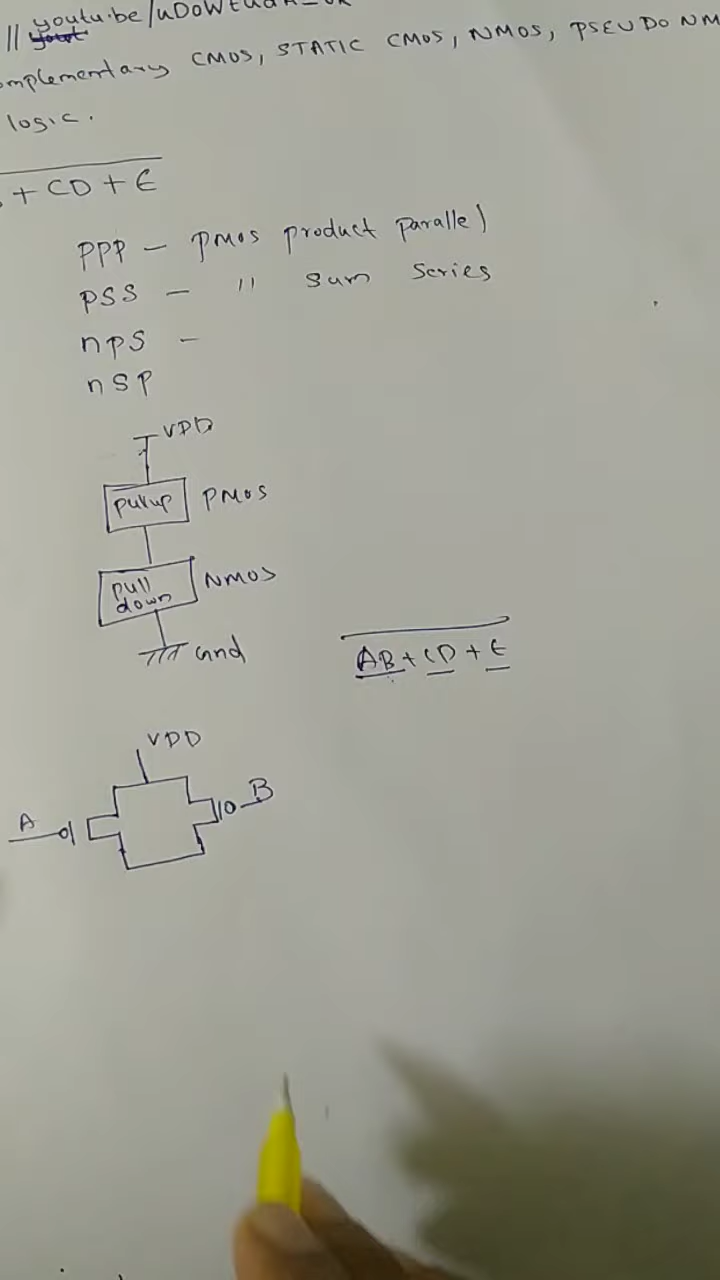 // youtu.be/
omplementary CMOS, STATIC CMOS, NMOS, PSEUDO NM
logic.
+ CD + E
PPP - PMOS product Parallel
PSS - " sum Series
nPS -
nSP
VDD
pullup PMOS
pull down NMOS
Gnd
AB + CD + E
VDD
A
B